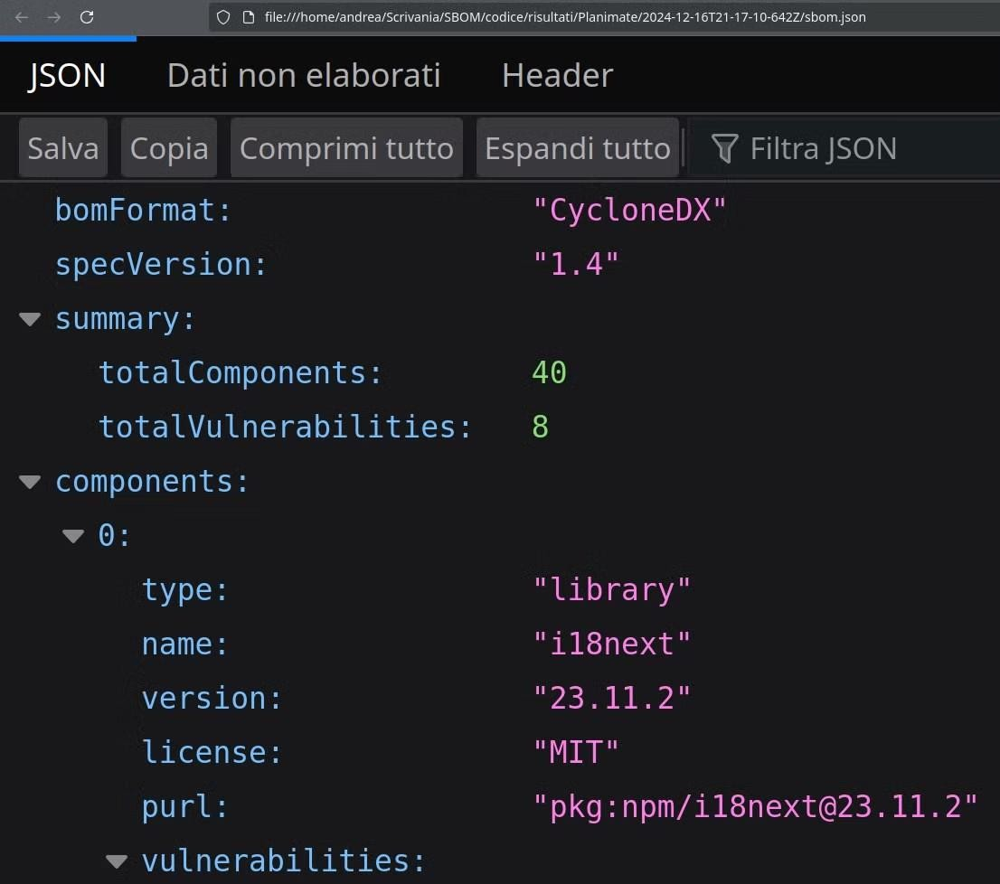 file:///home/andrea/Scrivania/SBOM/codice/risultati/Planimate/2024-12-16T21-17-10-642Z/sbom.json
JSON Dati non elaborati Header
Salva Copia Comprimi tutto Espandi tutto Filtra JSON
bomFormat: "CycloneDX"
specVersion: "1.4"
summary:
totalComponents: 40
totalVulnerabilities: 8
components:
0:
type: "library"
name: "i18next"
version: "23.11.2"
license: "MIT"
purl: "pkg:npm/i18next@23.11.2"
vulnerabilities: